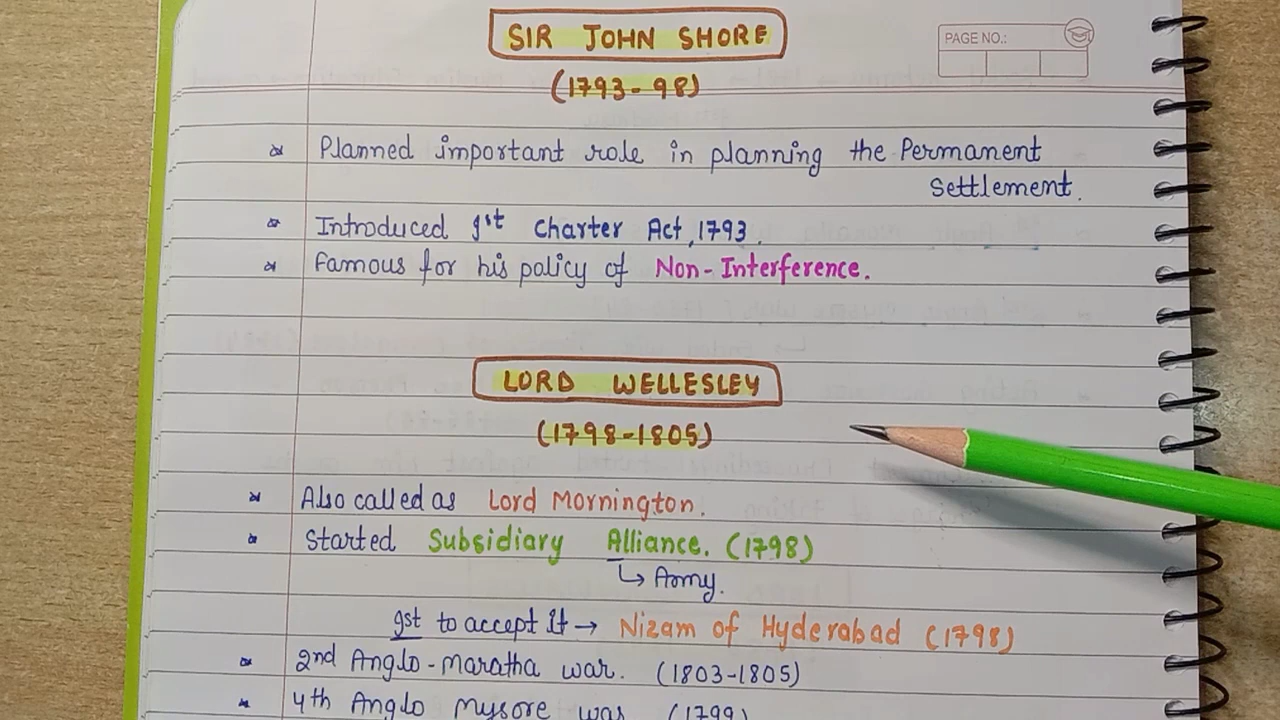 SIR JOHN SHORE
PAGE NO.:
(1793-98)
Planned important role in planning the Permanent
Settlement.
Introduced 1st Charter Act, 1793.
Famous for his policy of Non-Interference.
LORD WELLESLEY
(1798-1805)
Also called as Lord Mornington.
Started Subsidiary Alliance. (1798)
↳ Army.
1st to accept it → Nizam of Hyderabad (1798)
2nd Anglo-Maratha war. (1803-1805)
4th Anglo Mysore war (1799)